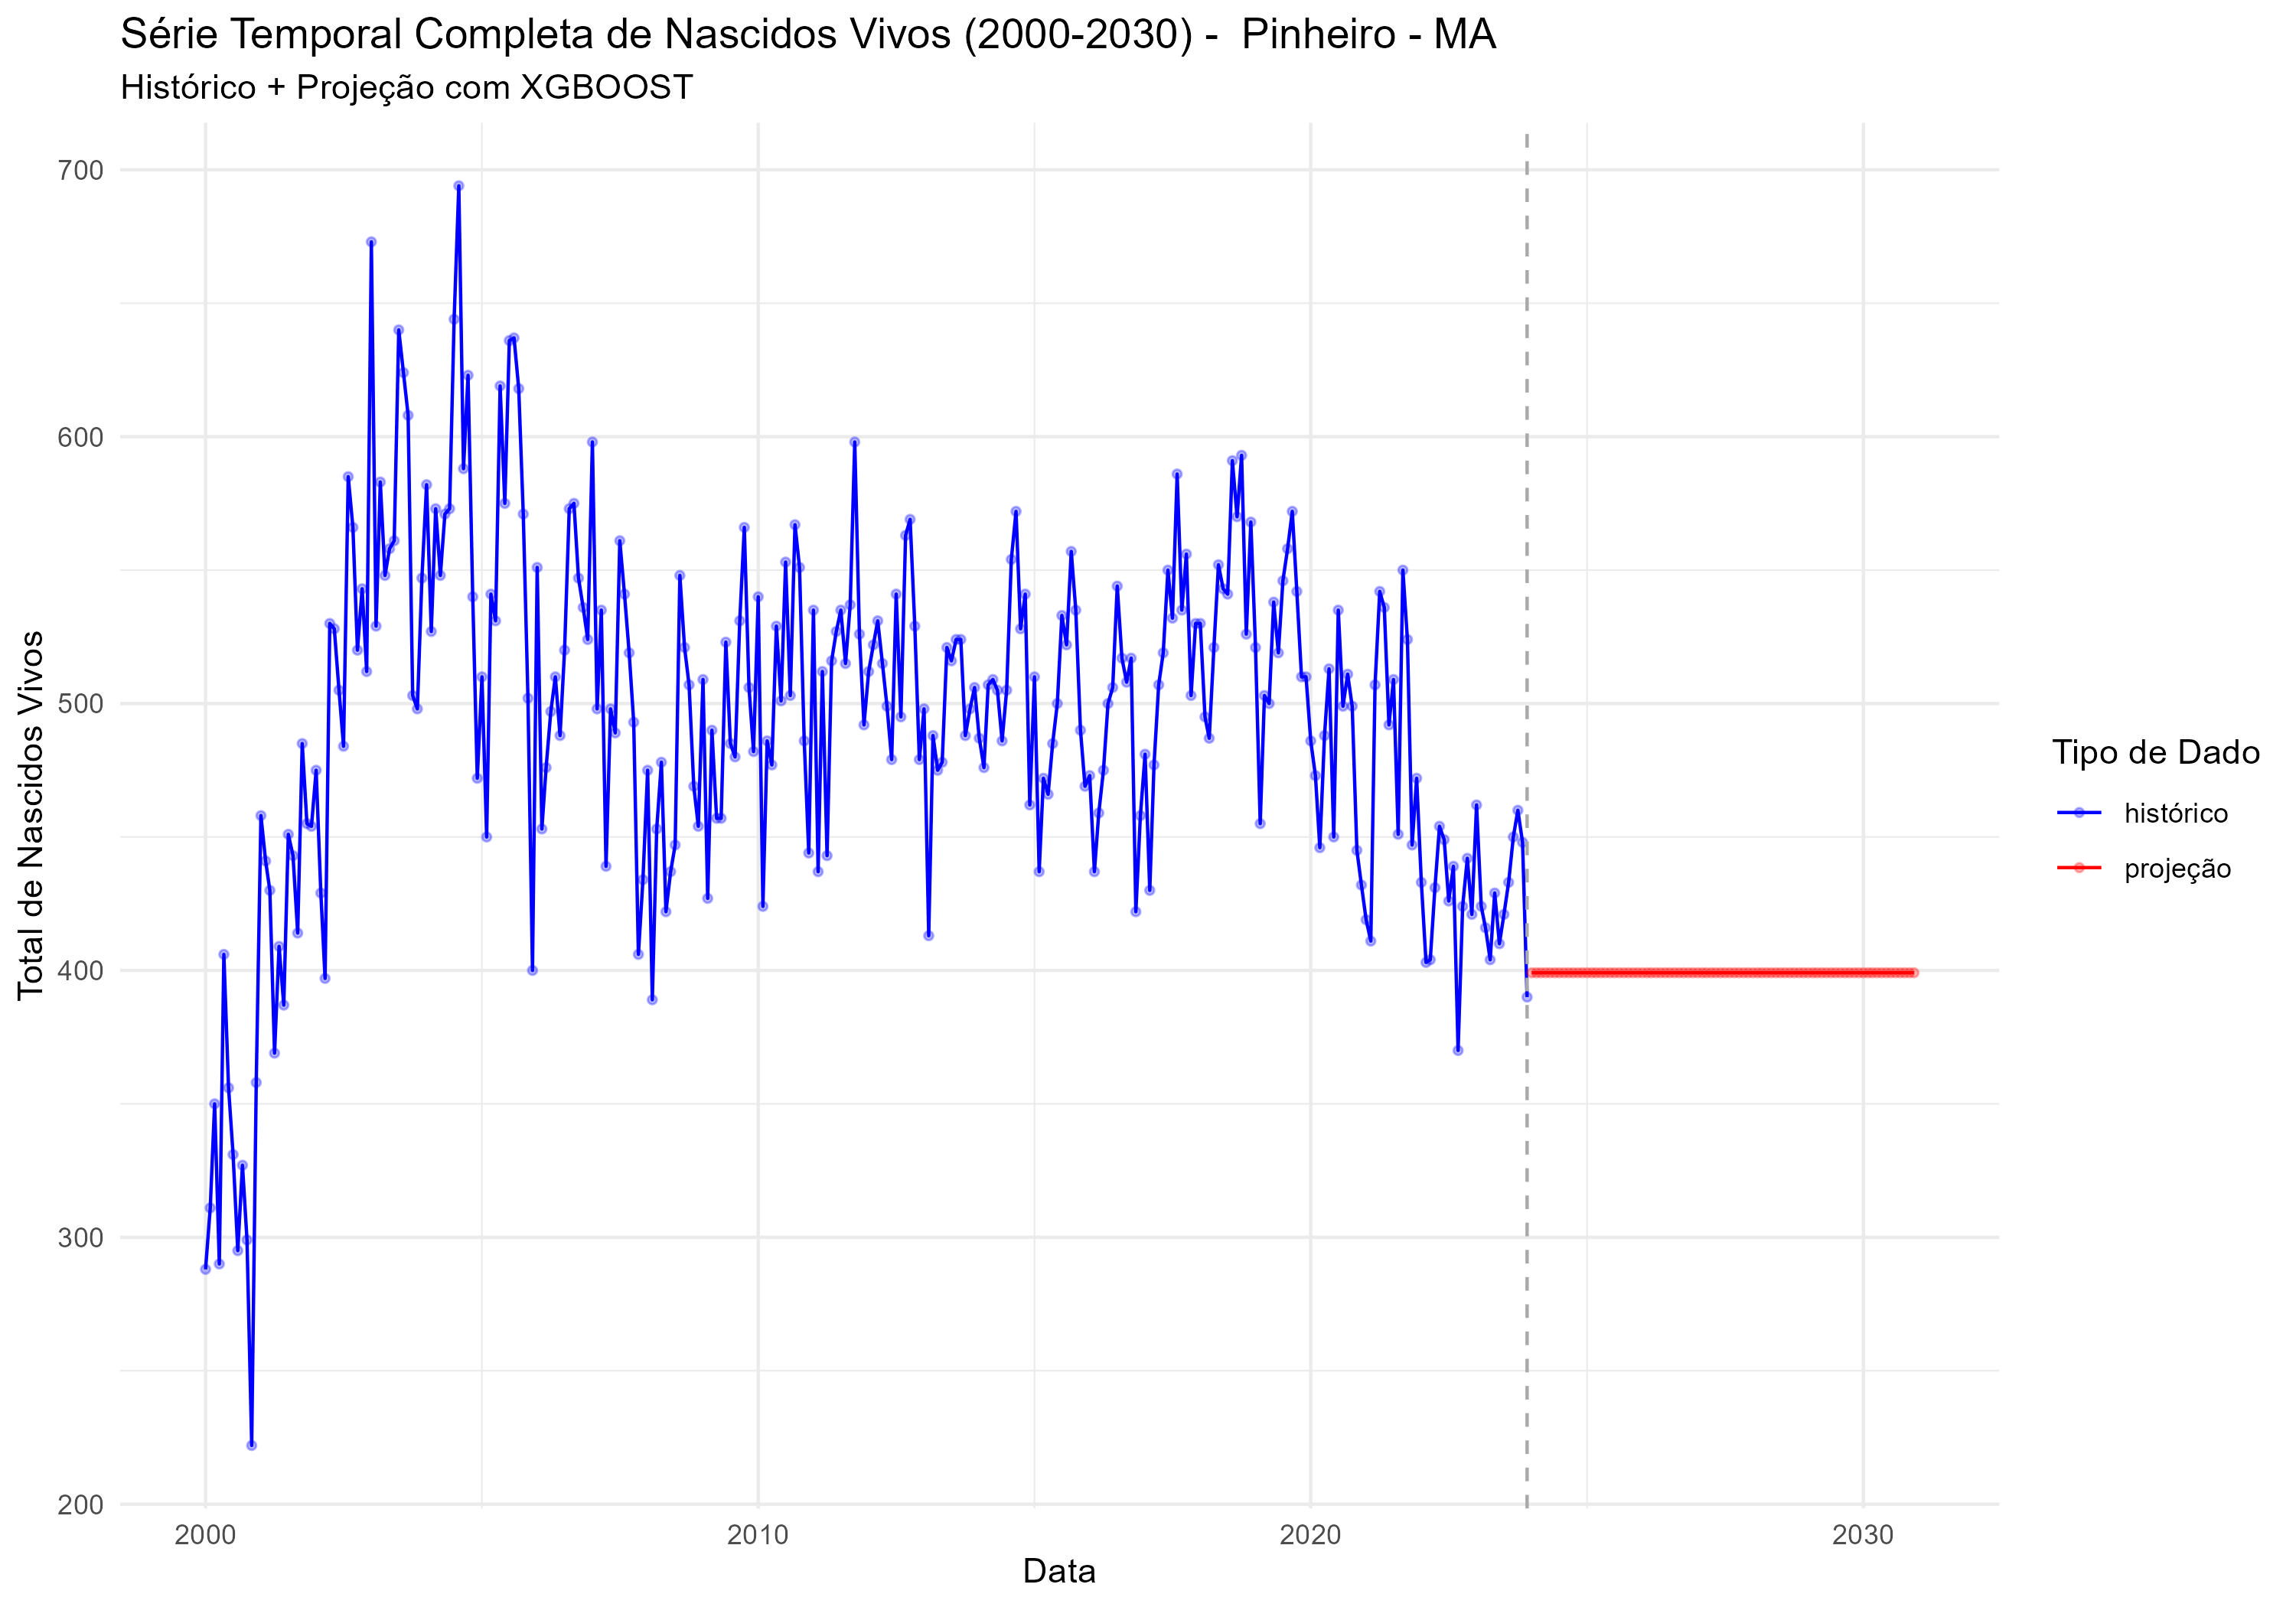 Série Temporal Completa de Nascidos Vivos (2000-2030) -  Pinheiro - MA
Histórico + Projeção com XGBOOST
Total de Nascidos Vivos
700
600
500
400
300
200
2000
2010
2020
2030
Data
Tipo de Dado
histórico
projeção